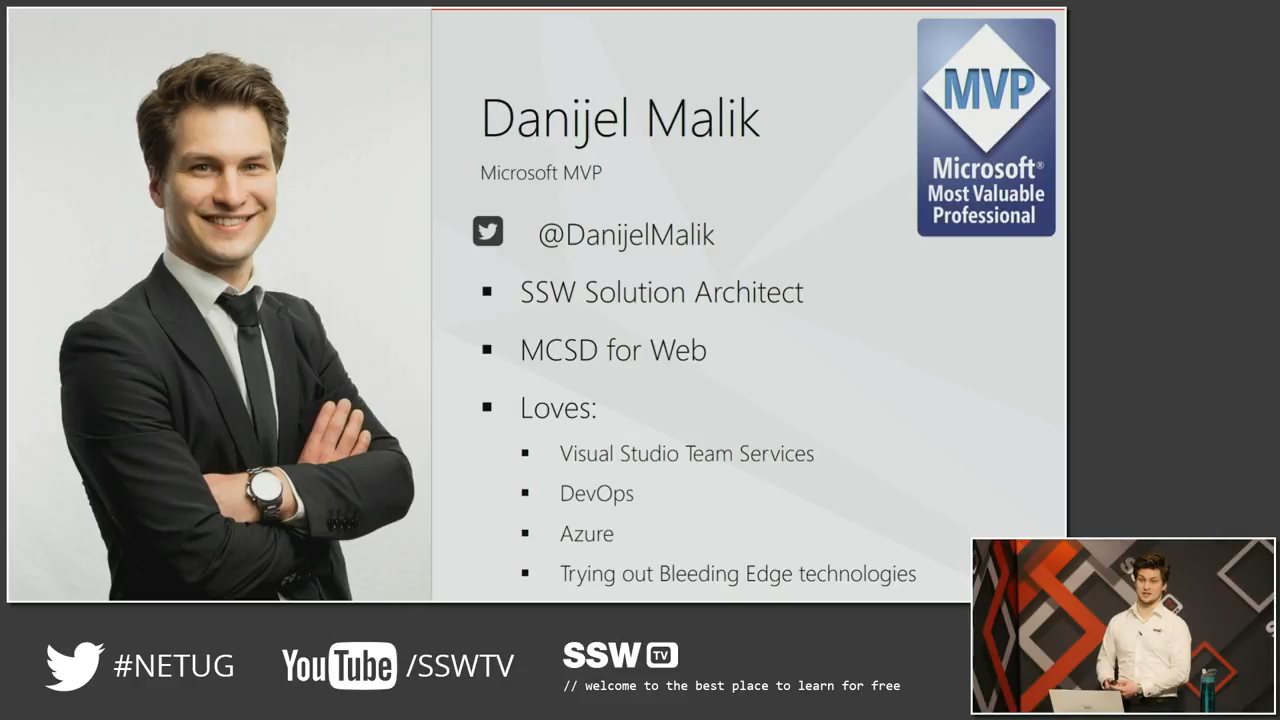 Danijel Malik
Microsoft MVP
@DanijelMalik
SSW Solution Architect
MCSD for Web
Loves:
Visual Studio Team Services
DevOps
Azure
Trying out Bleeding Edge technologies
MVP
Microsoft®
Most Valuable
Professional
#NETUG
YouTube /SSWTV
SSW TV
// welcome to the best place to learn for free